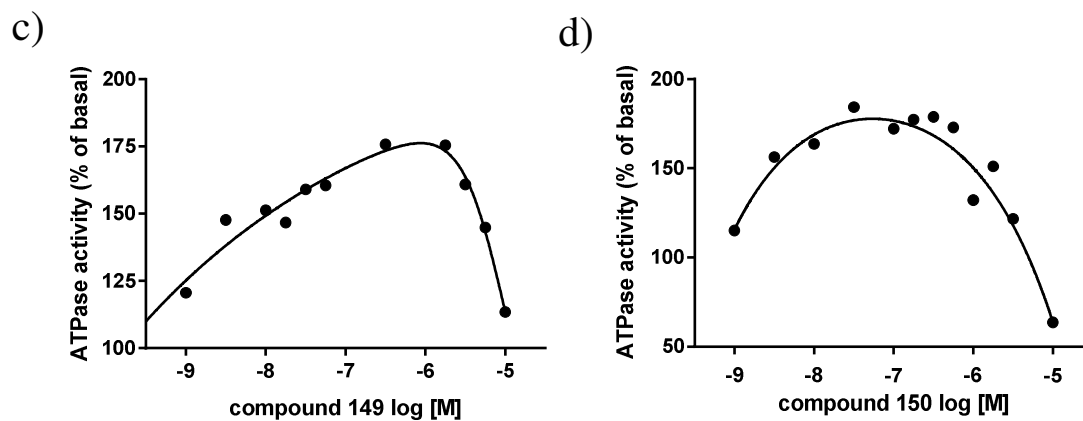 c)
ATPase activity (% of basal)
200
175
150
125
100
-9 -8 -7 -6 -5
compound 149 log [M]
d)
ATPase activity (% of basal)
200
150
100
50
-9 -8 -7 -6 -5
compound 150 log [M]